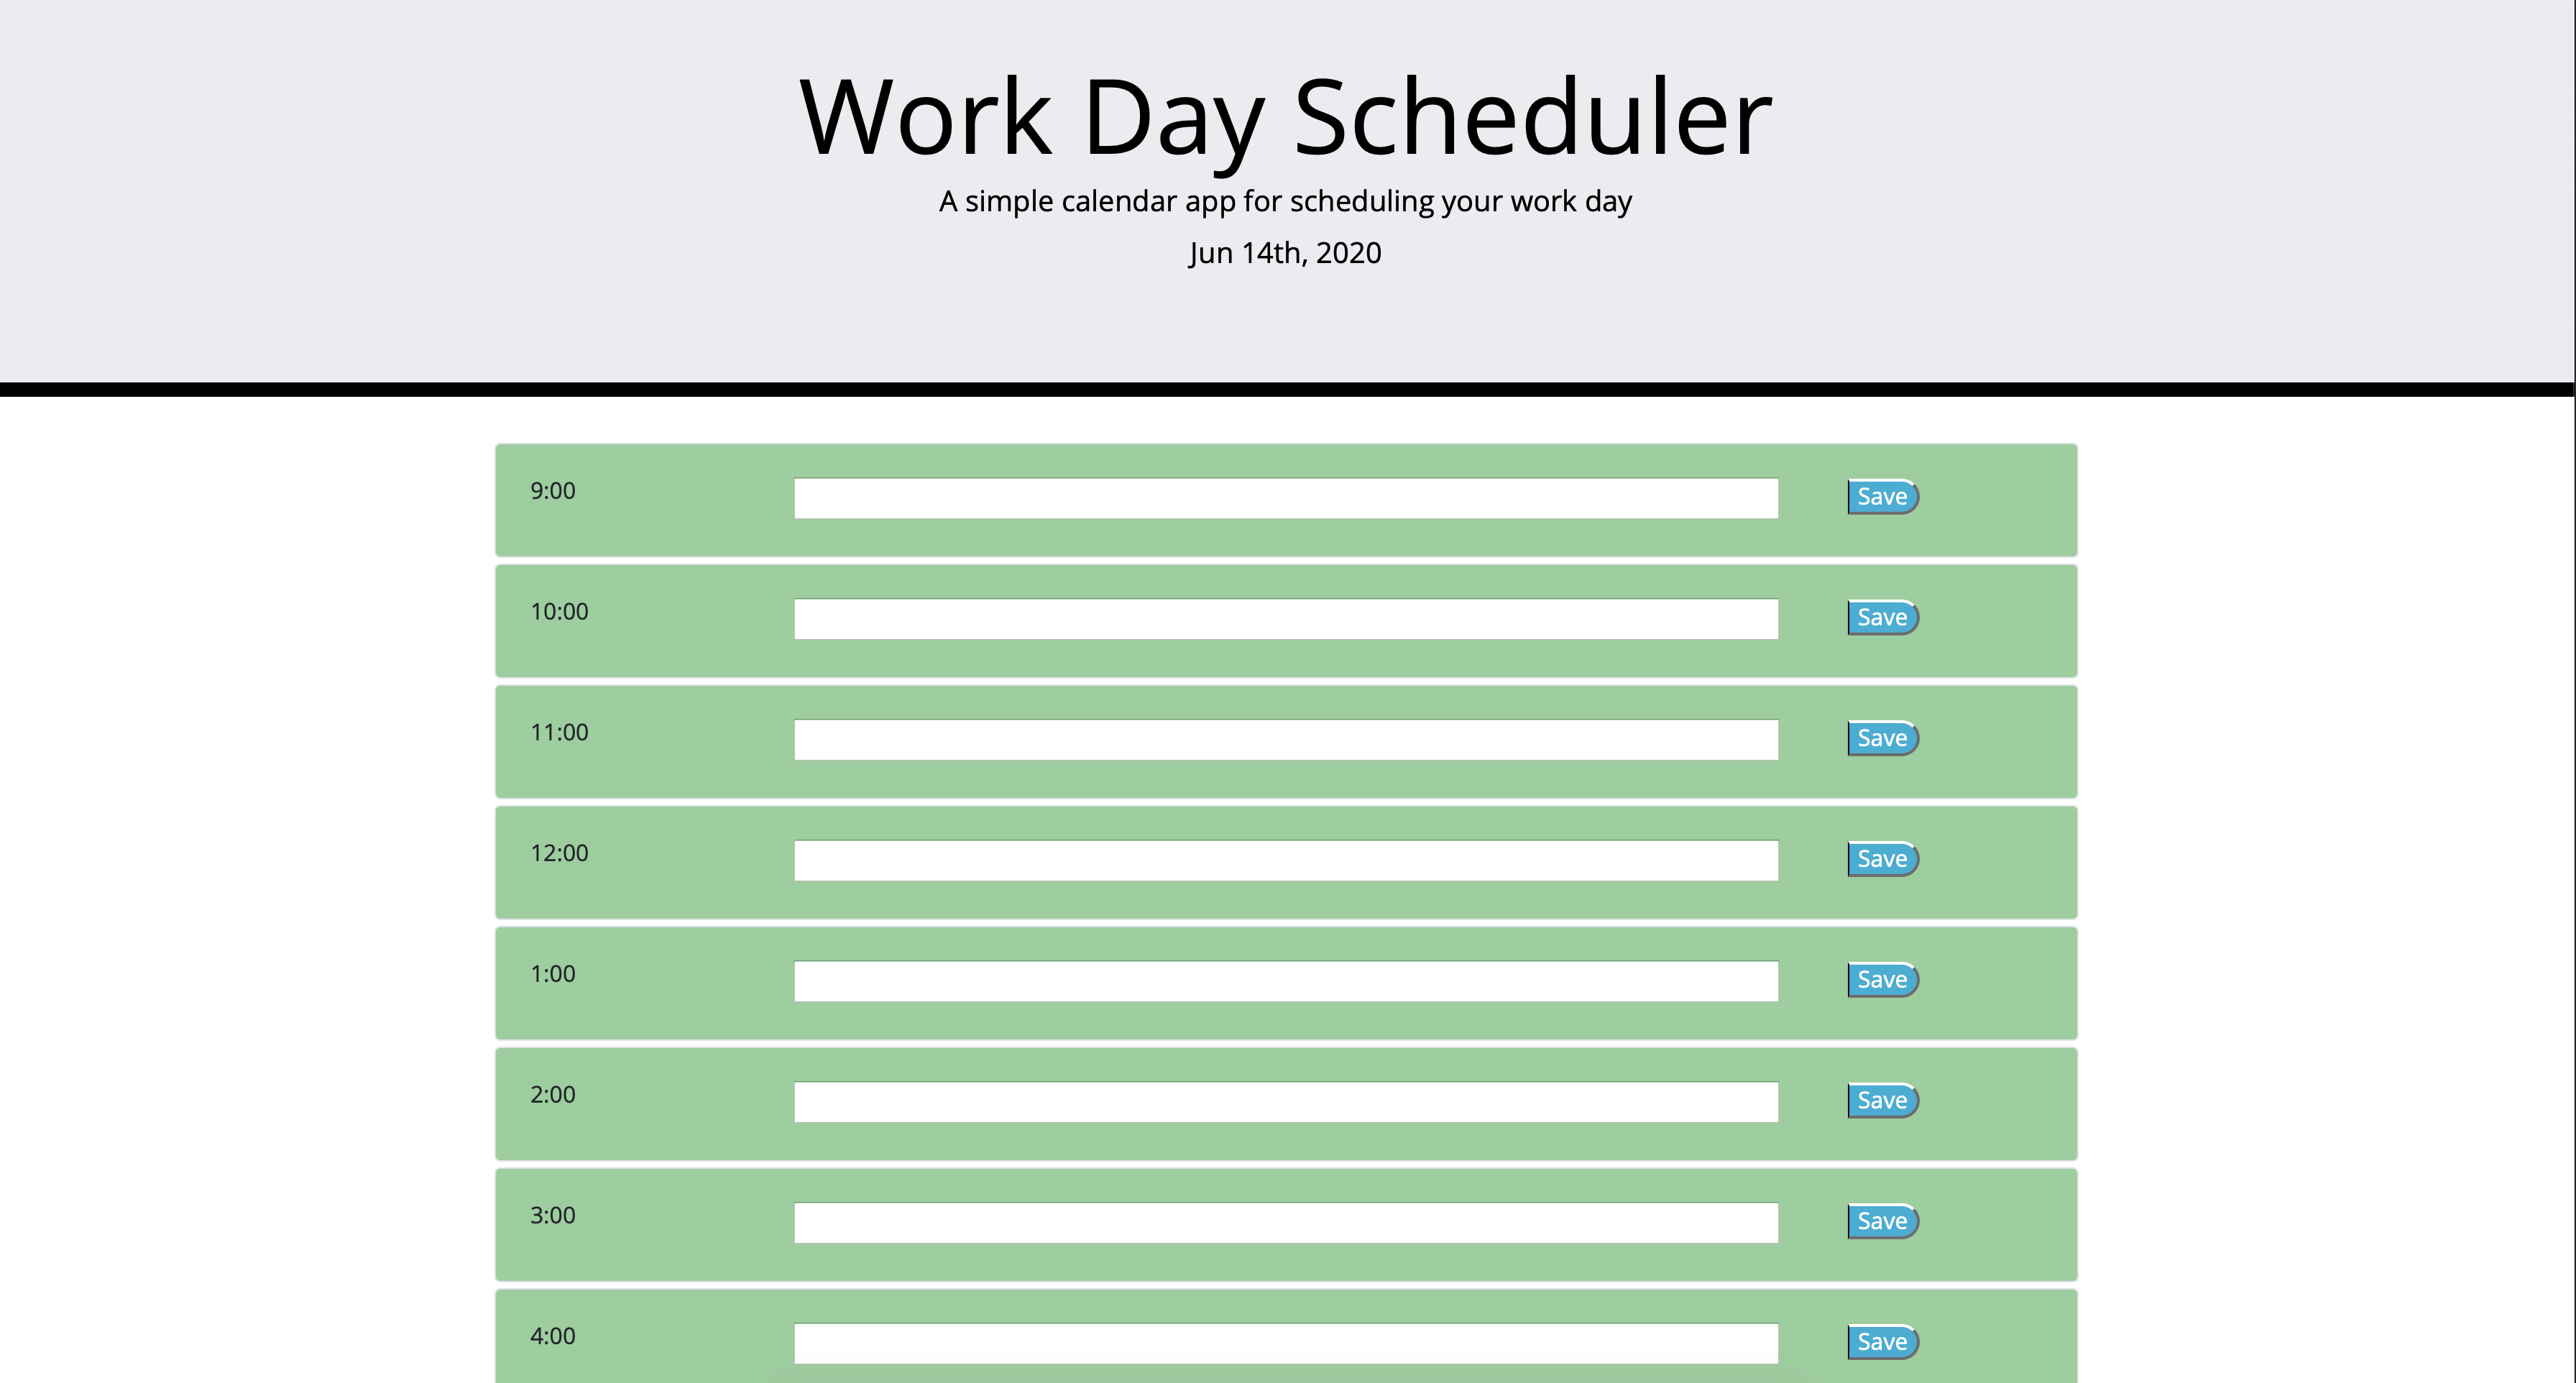 Work Day Scheduler
A simple calendar app for scheduling your work day
Jun 14th, 2020
9:00 Save
10:00 Save
11:00 Save
12:00 Save
1:00 Save
2:00 Save
3:00 Save
4:00 Save